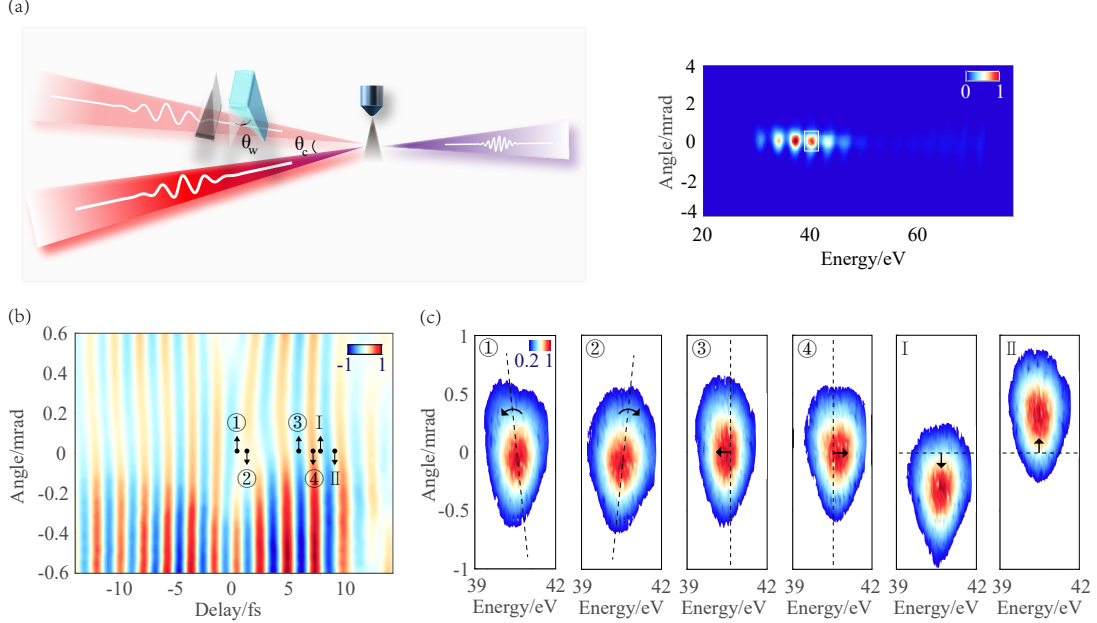 (a)
θw
θc
4
2
0
-2
-4
Angle/mrad
0 1
20 40 60
Energy/eV
(b)
0.6
0.4
0.2
0
-0.2
-0.4
-0.6
Angle/mrad
-1 1
① ③ I
② ④ Ⅱ
-10 -5 0 5 10
Delay/fs
(c)
1
0.5
0
-0.5
-1
Angle/mrad
① ② ③ ④ I Ⅱ
0.2 1
39 42 39 42 39 42 39 42 39 42 39 42
Energy/eV Energy/eV Energy/eV Energy/eV Energy/eV Energy/eV